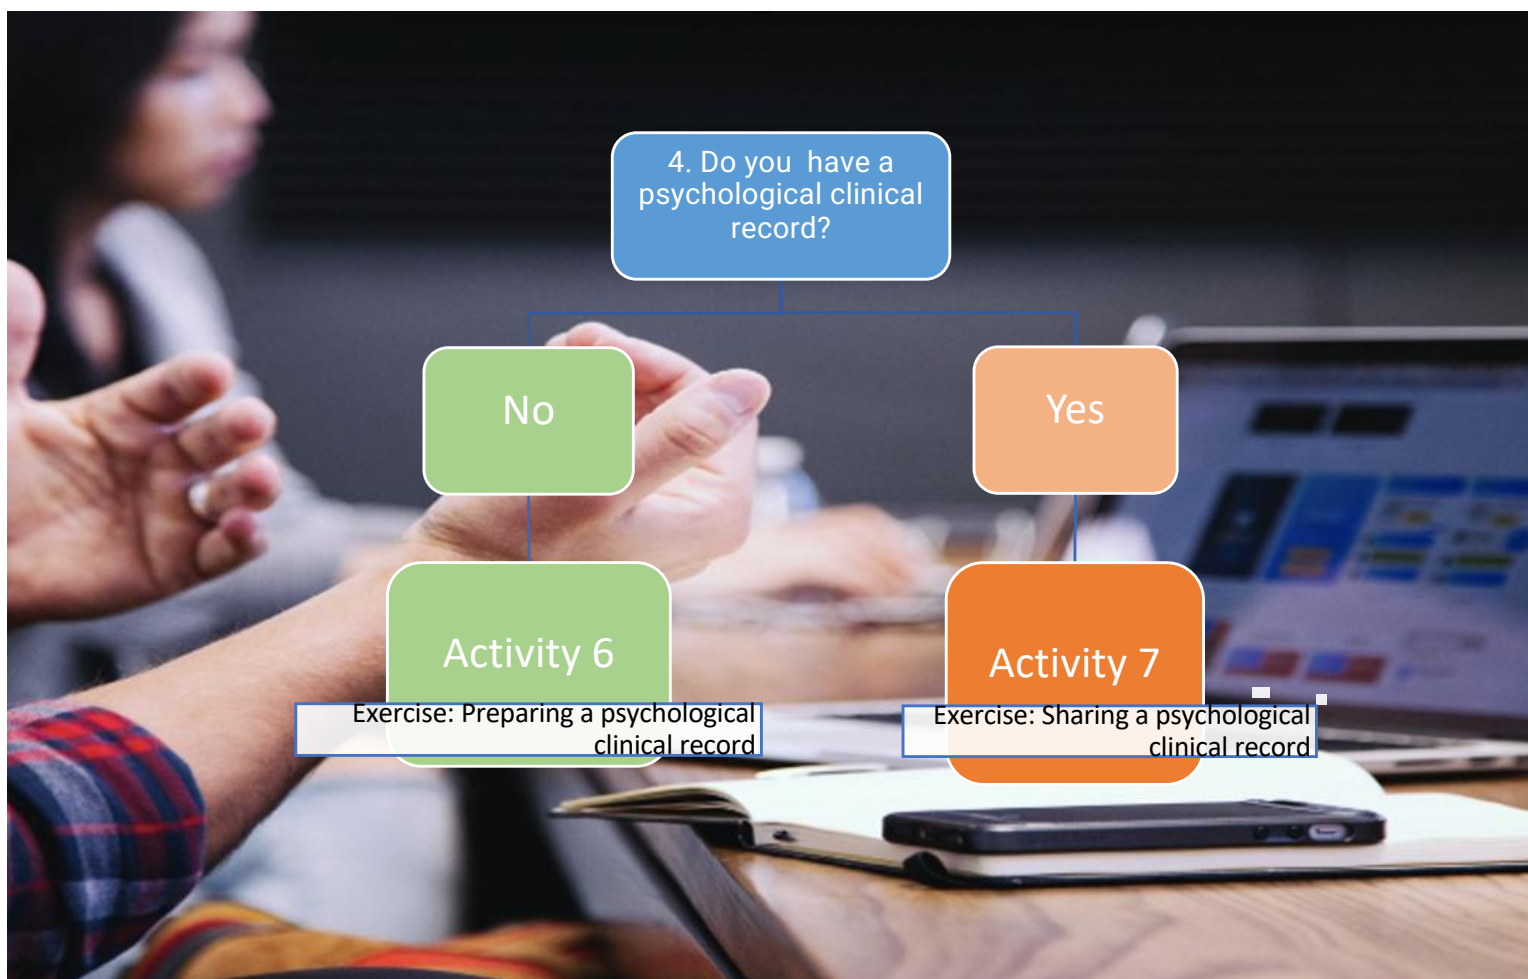 4. Do you  have a
psychological clinical
record?
No
Yes
Activity 6
Activity 7
Exercise: Preparing a psychological
clinical record
Exercise: Sharing a psychological
clinical record